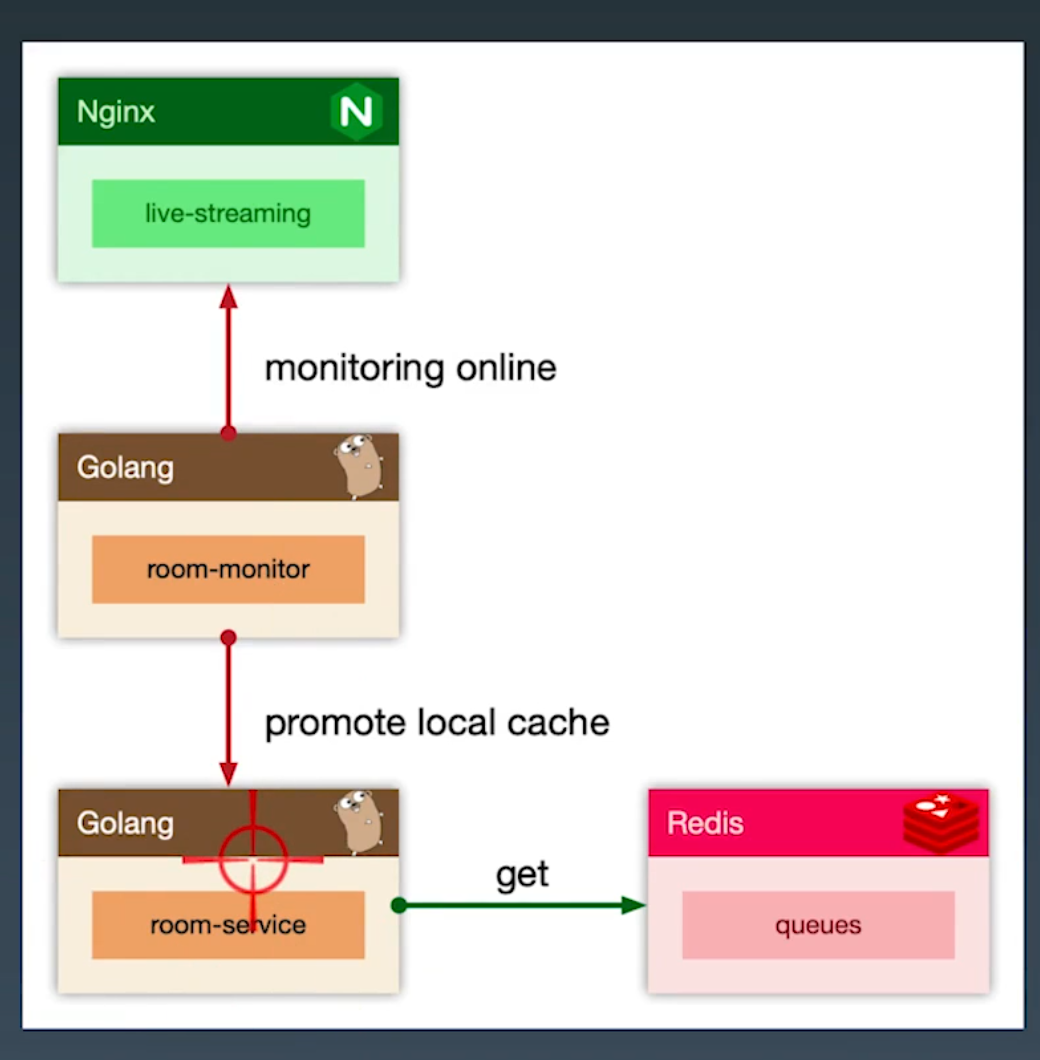 Nginx
N
live-streaming
monitoring online
Golang
room-monitor
promote local cache
Golang
Redis
get
room-service
queues